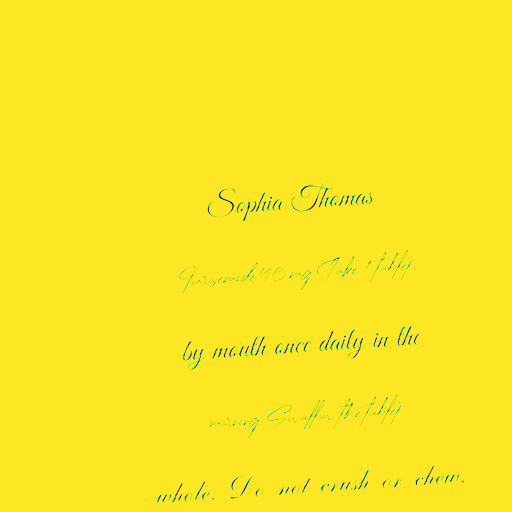 Sophia Thomas
Furosemide 40 mg Take 1 tablet
by mouth once daily in the
morning Swallow the tablet
whole. Do not crush or chew.